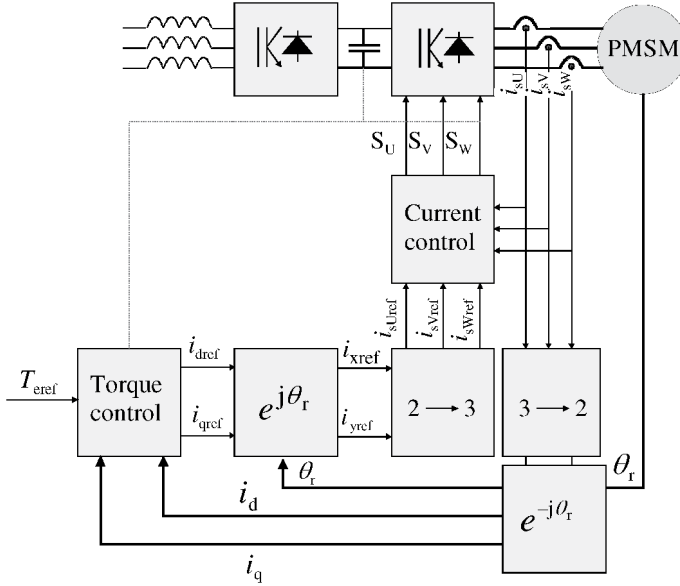 PMSM
i_sU i_sV i_sW
S_U S_V S_W
Current
control
i_sUref i_sVref i_sWref
T_eref
Torque
control
i_dref
i_qref
e^jθ_r
i_xref
i_yref
2 → 3
3 → 2
θ_r
θ_r
e^−jθ_r
i_d
i_q